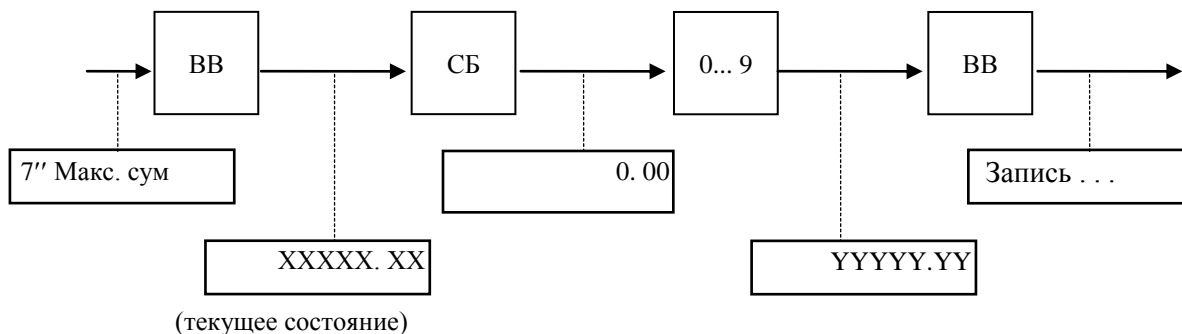 ВВ СБ 0... 9 ВВ
7′′ Макс. сум 0. 00 Запись . . .
XXXXX. XX YYYYY.YY
(текущее состояние)